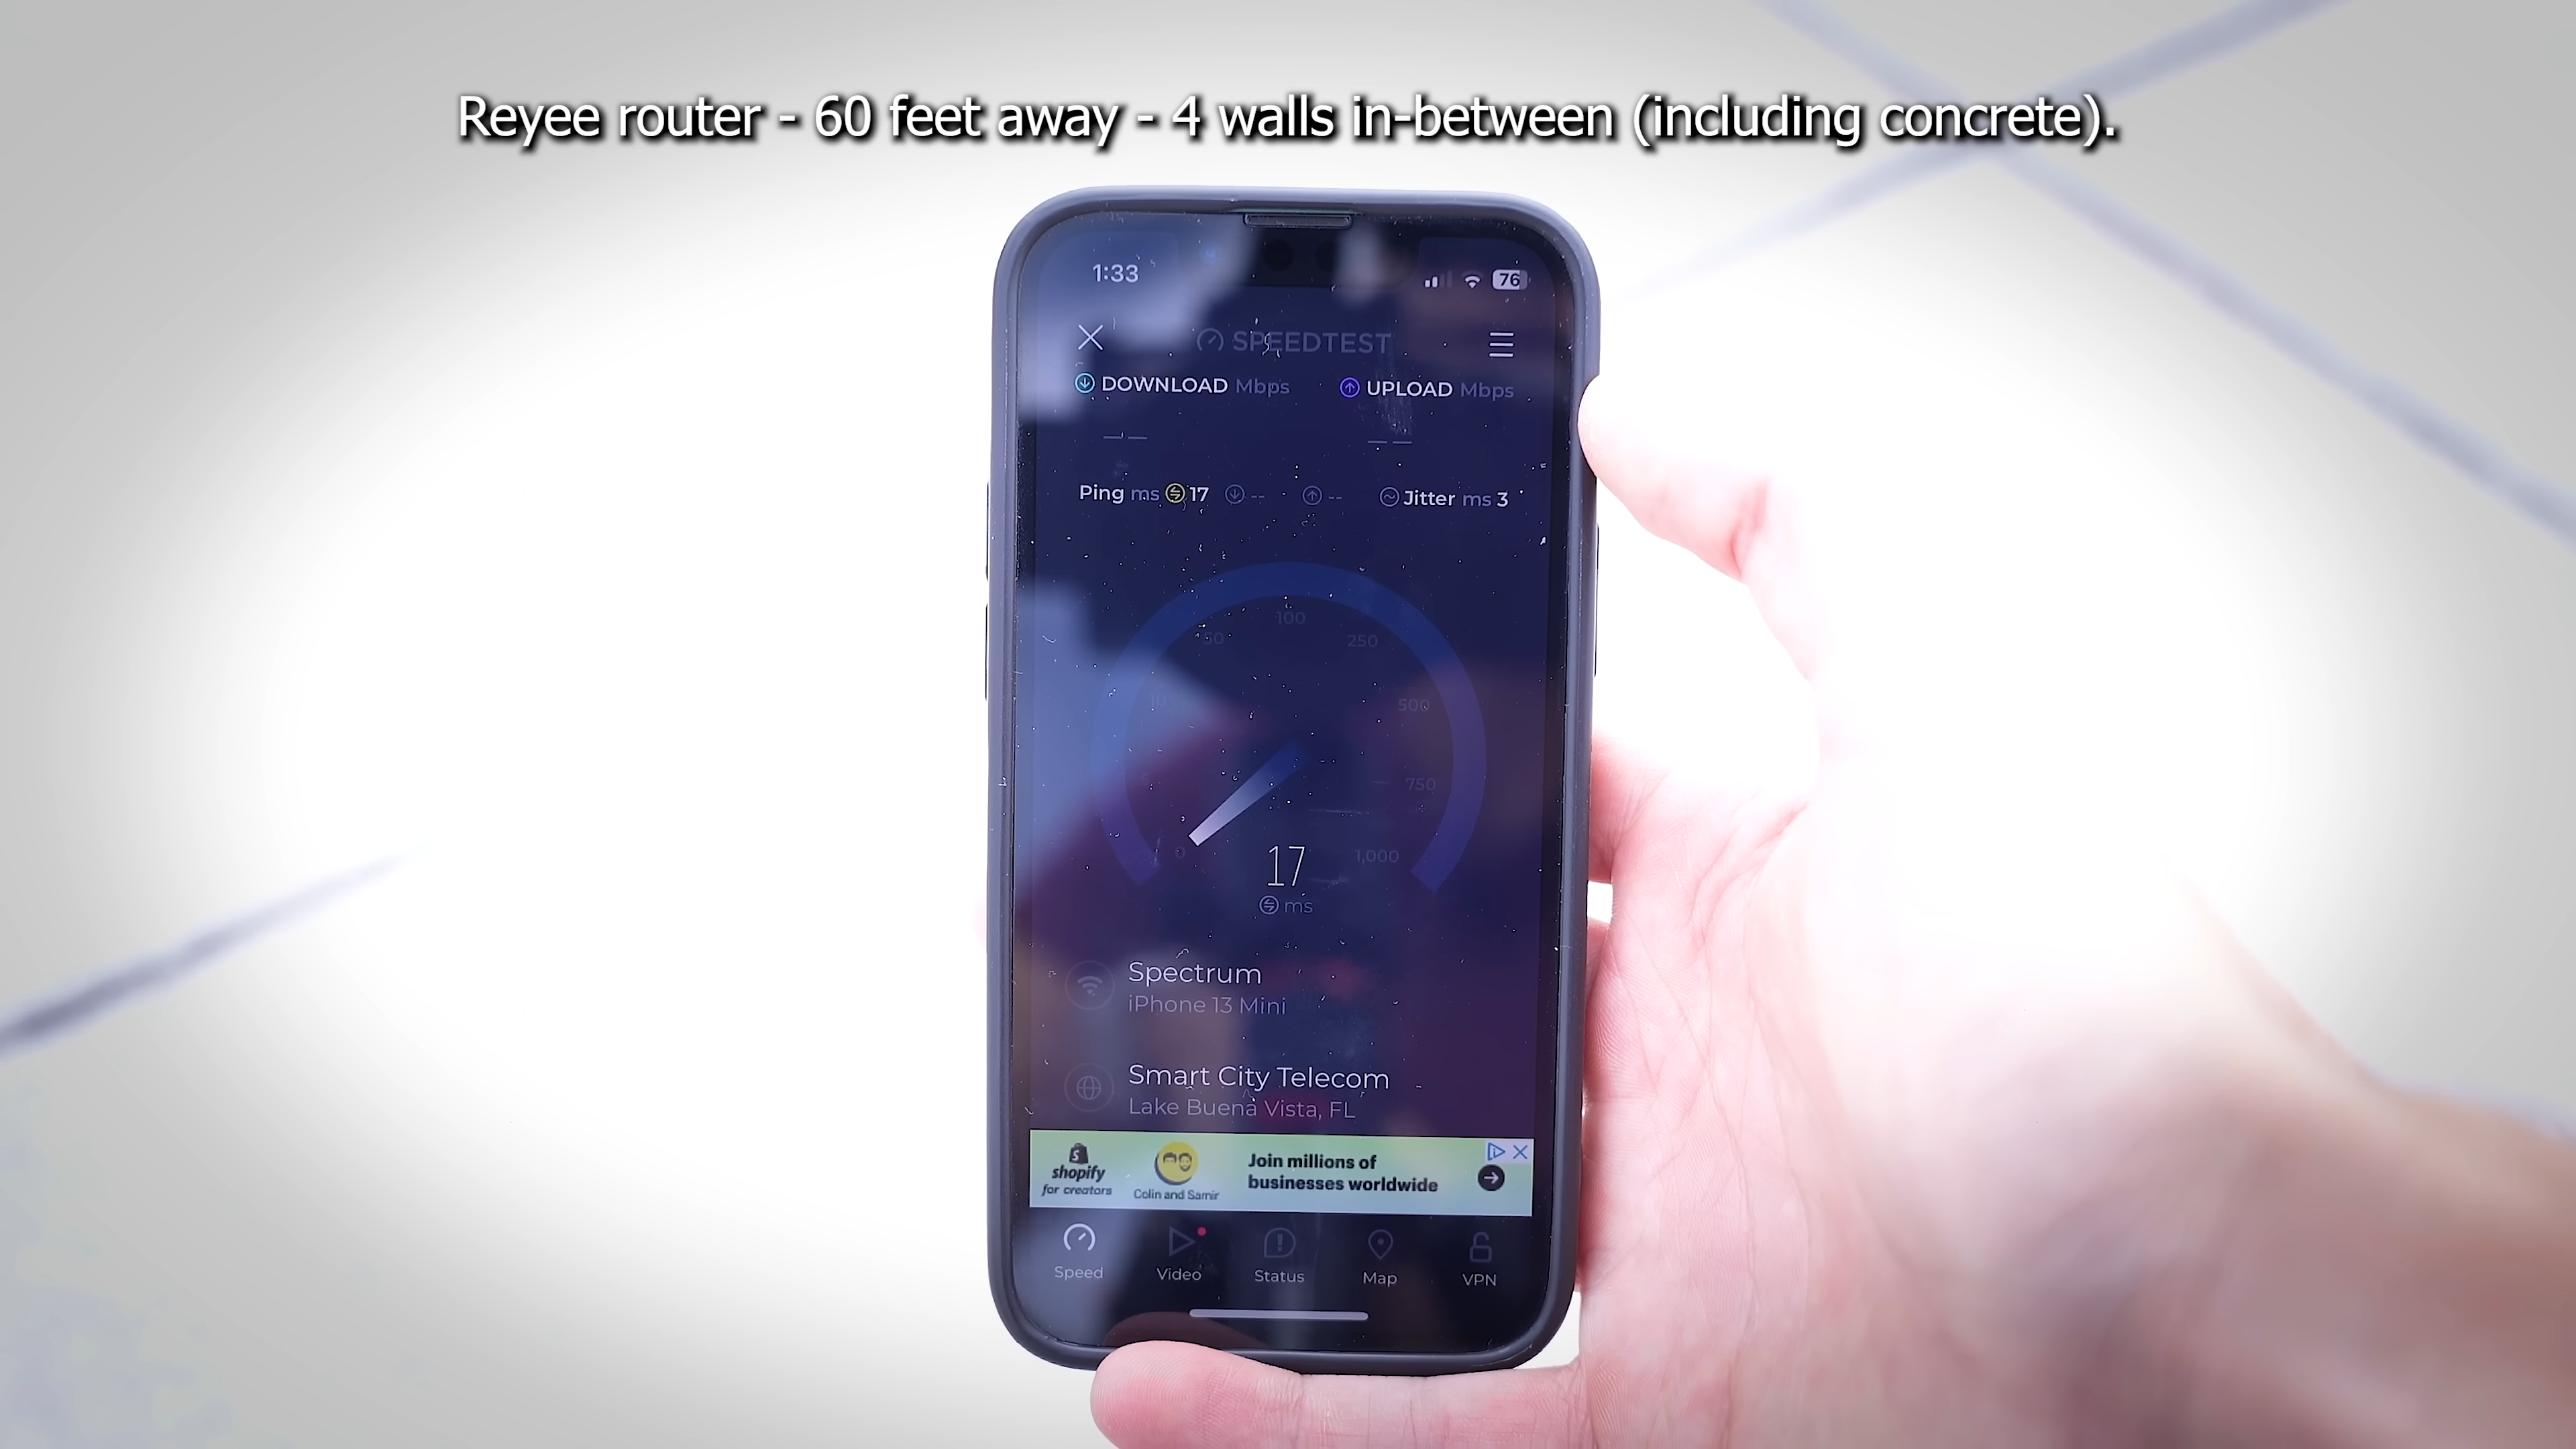 Reyee router - 60 feet away - 4 walls in-between (including concrete).
1:33
76
SPEEDTEST
DOWNLOAD Mbps
UPLOAD Mbps
— —
— —
Ping ms 17 -- -- Jitter ms 3
100
50
250
10
500
750
0
1,000
17
ms
Spectrum
iPhone 13 Mini
Smart City Telecom
Lake Buena Vista, FL
shopify
for creators
Colin and Samir
Join millions of
businesses worldwide
Speed
Video
Status
Map
VPN